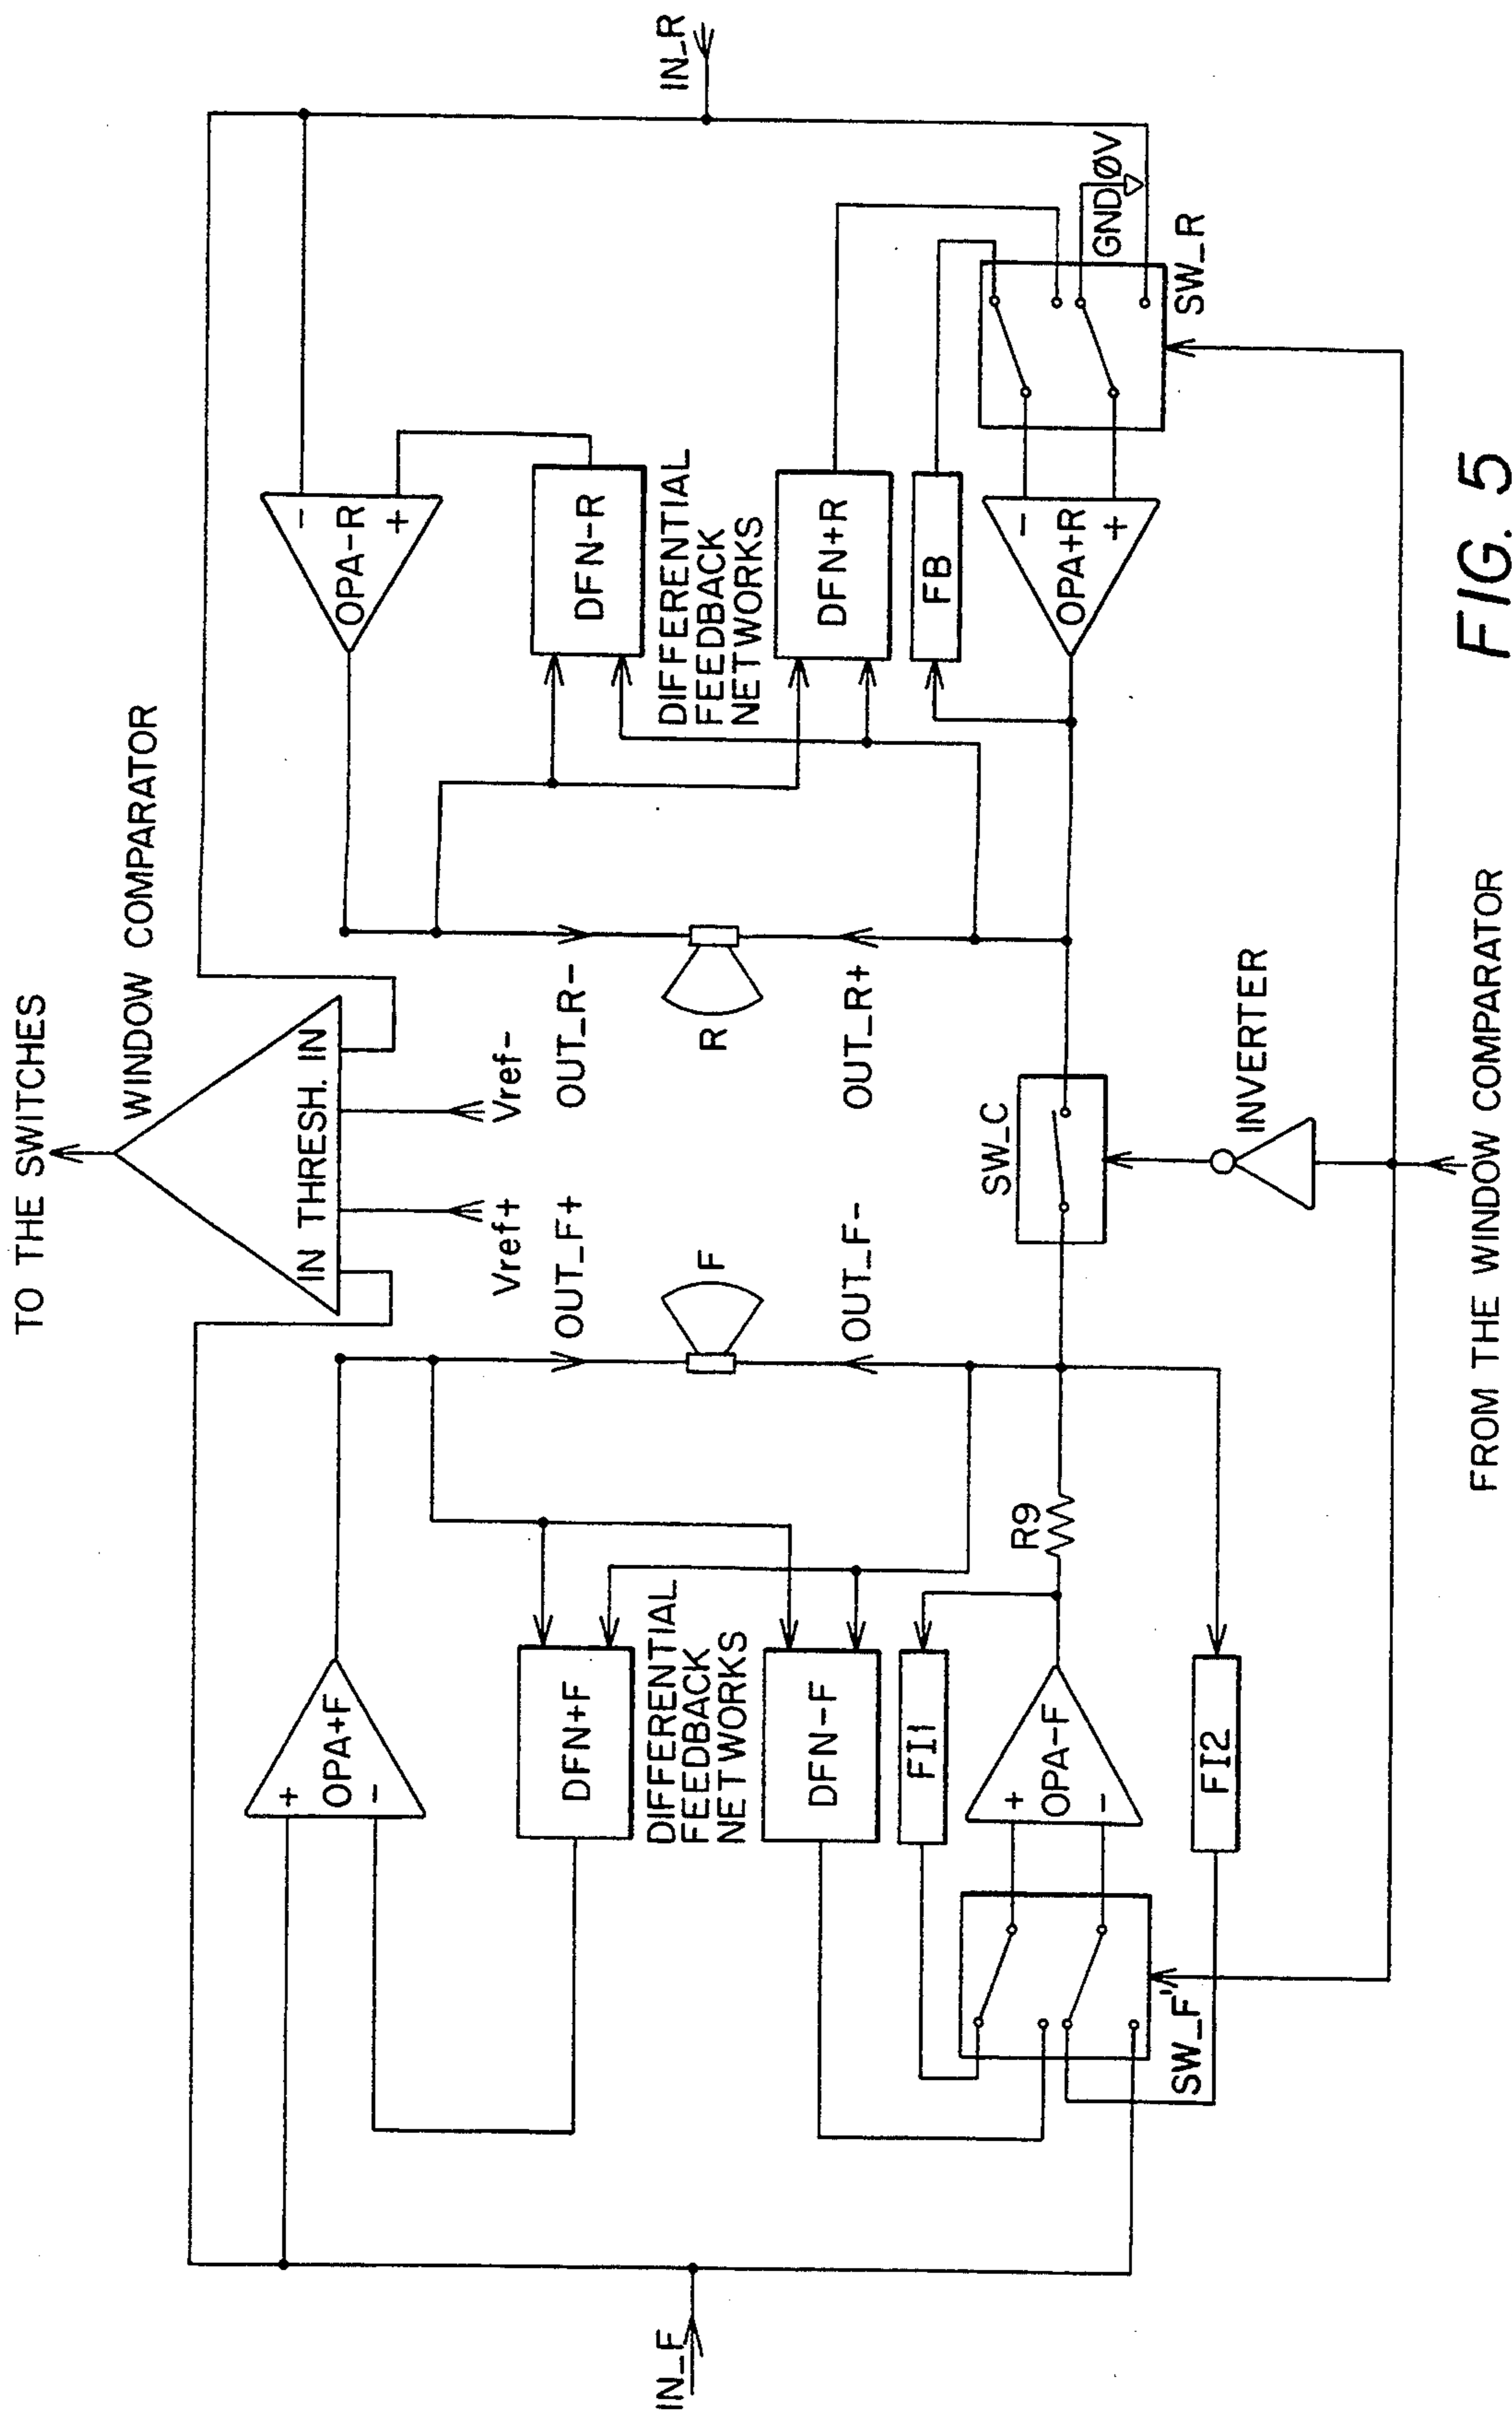 TO THE SWITCHES
WINDOW COMPARATOR
IN THRESH. IN
Vref+
Vref-
OUT_F+
OUT_R-
F
R
OUT_F-
OUT_R+
IN_F
IN_R
+
OPA+F
-
-
OPA-R
+
DFN+F
DIFFERENTIAL
FEEDBACK
NETWORKS
DFN-R
DIFFERENTIAL
FEEDBACK
NETWORKS
DFN-F
DFN+R
FI1
FB
+
OPA-F
-
-
OPA+R
+
R9
SW_C
GND ØV
SW_F'
SW_R
FI2
INVERTER
FROM THE WINDOW COMPARATOR
FIG. 5